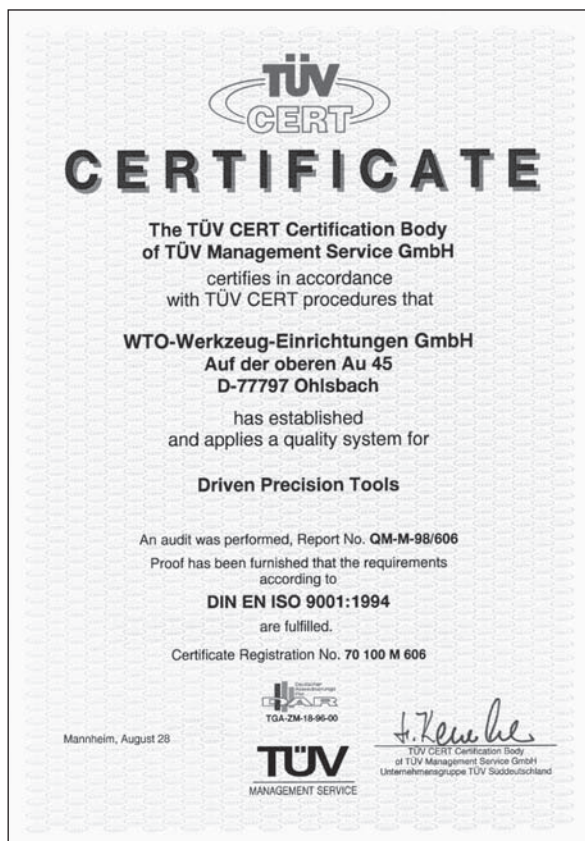 TÜV
CERT
CERTIFICATE
The TÜV CERT Certification Body
of TÜV Management Service GmbH
certifies in accordance
with TÜV CERT procedures that
WTO-Werkzeug-Einrichtungen GmbH
Auf der oberen Au 45
D-77797 Ohlsbach
has established
and applies a quality system for
Driven Precision Tools
An audit was performed, Report No. QM-M-98/606
Proof has been furnished that the requirements
according to
DIN EN ISO 9001:1994
are fulfilled.
Certificate Registration No. 70 100 M 606
Deutscher
DAR
TGA-ZM-18-96-00
Mannheim, August 28
TÜV
MANAGEMENT SERVICE
TÜV CERT Certification Body
of TÜV Management Service GmbH
Unternehmensgruppe TÜV Süddeutschland